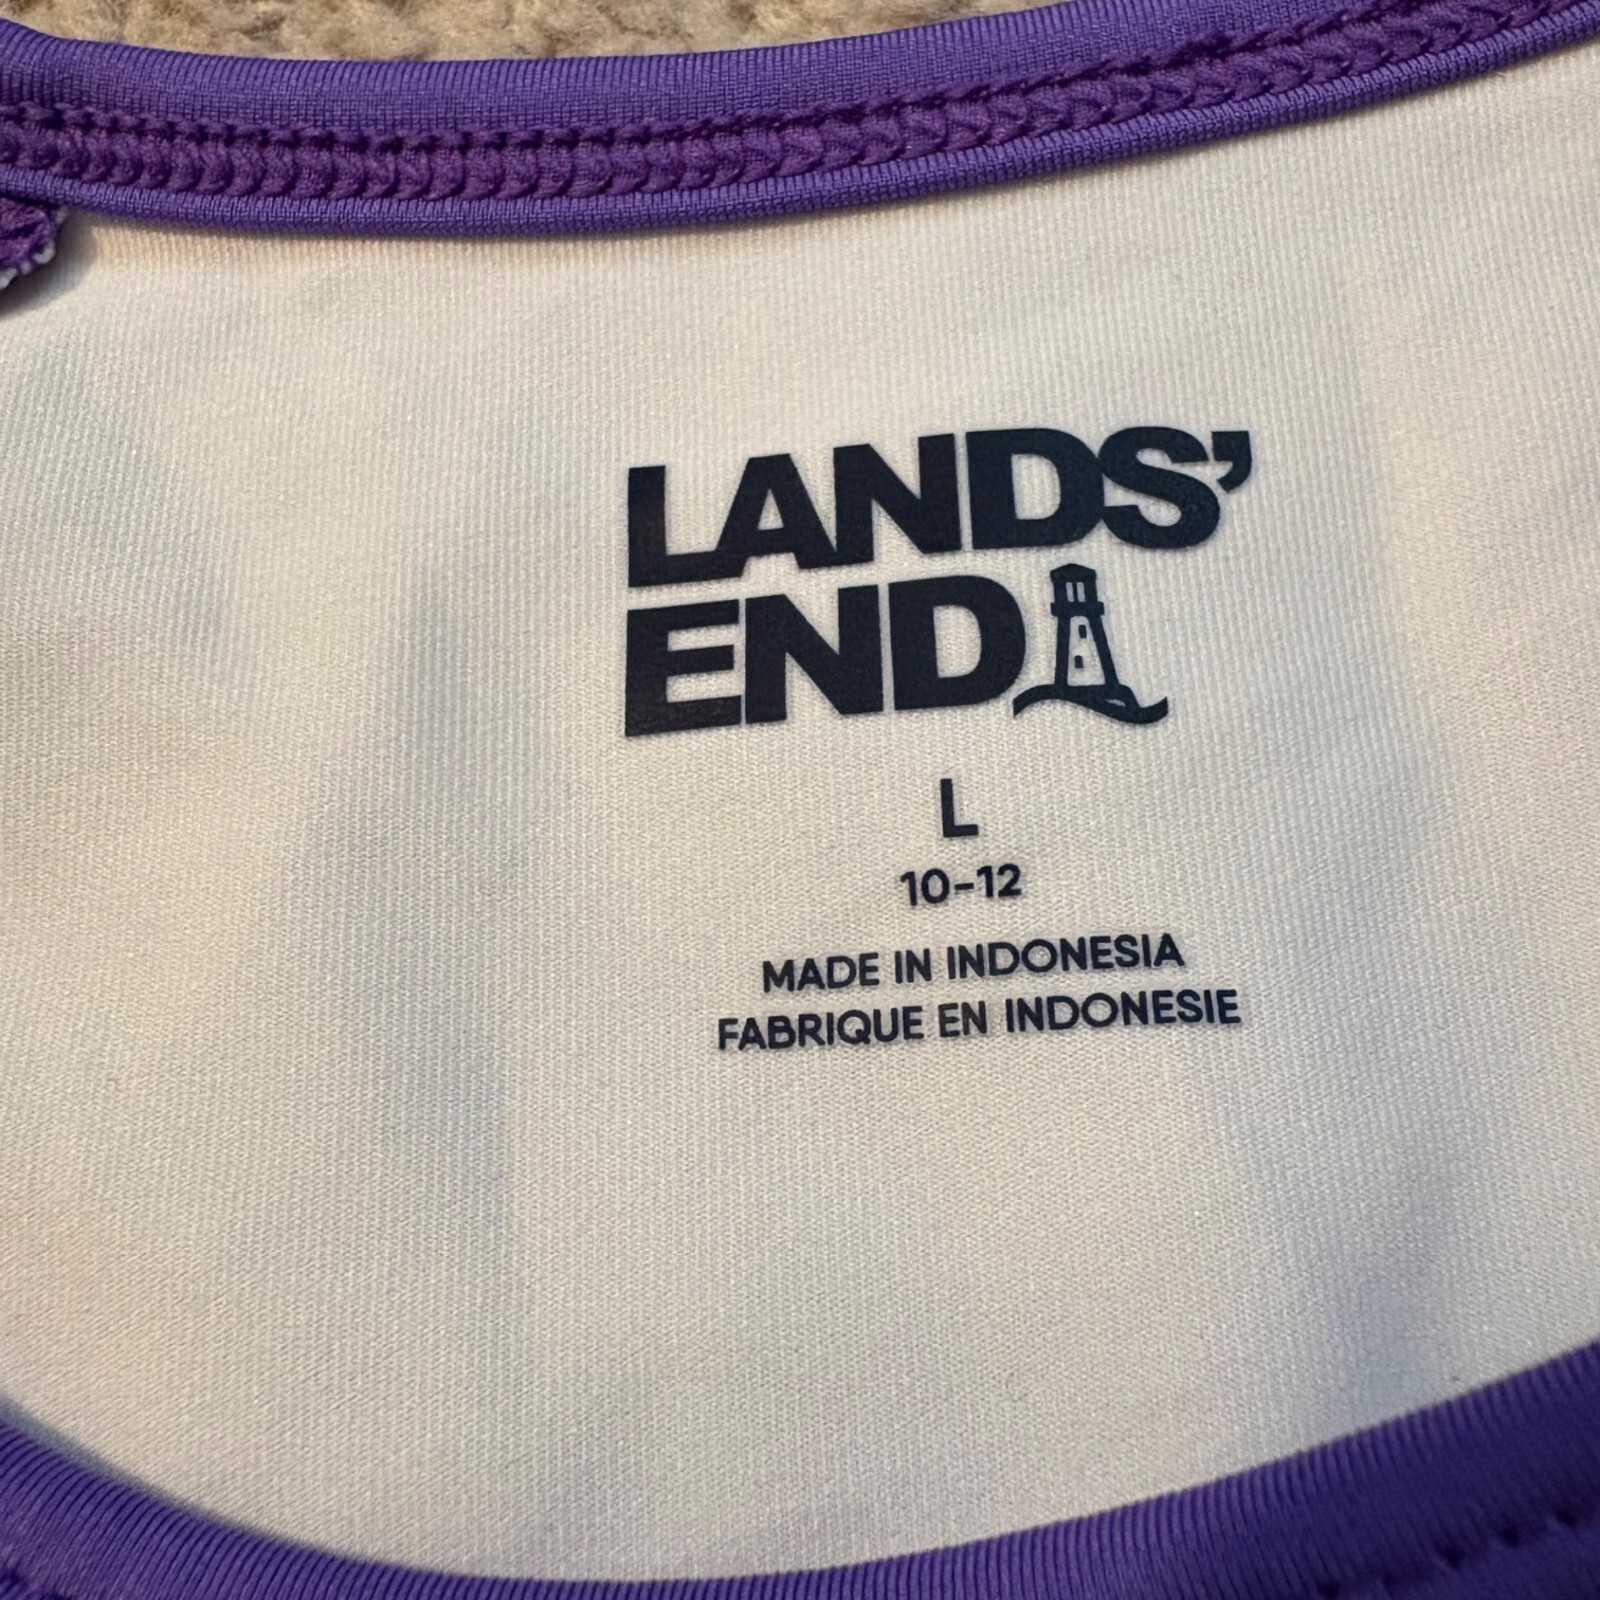 LANDS'
END
L
10-12
MADE IN INDONESIA
FABRIQUE EN INDONESIE